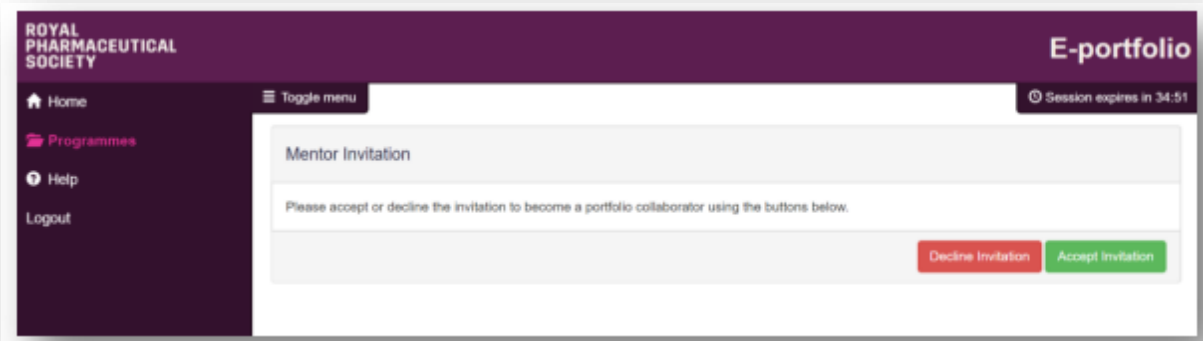 ROYAL
PHARMACEUTICAL
SOCIETY
E-portfolio
Home
Toggle menu
Session expires in 34:51
Programmes
Mentor Invitation
Help
Please accept or decline the invitation to become a portfolio collaborator using the buttons below.
Logout
Decline Invitation
Accept Invitation